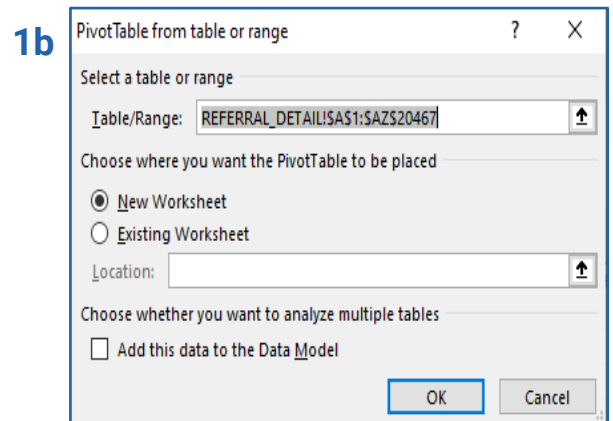 1b
PivotTable from table or range ? X
Select a table or range
Table/Range: REFERRAL_DETAIL!$A$1:$AZ$20467
Choose where you want the PivotTable to be placed
New Worksheet
Existing Worksheet
Location:
Choose whether you want to analyze multiple tables
Add this data to the Data Model
OK Cancel